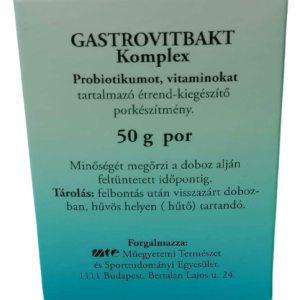 GASTROVITBAKT
Komplex
Probiotikumot, vitaminokat
tartalmazó étrend-kiegészítő
porkészítmény.
50 g por
Minőségét megőrzi a doboz alján
feltüntetett időpontig.
Tárolás: felbontás után visszazárt doboz-
ban, hűvös helyen ( hűtő) tartandó.
Forgalmazza:
mte Műegyetemi Természet
és Sporttudományi Egyesület.
1111 Budapest, Bertalan Lajos u. 24.